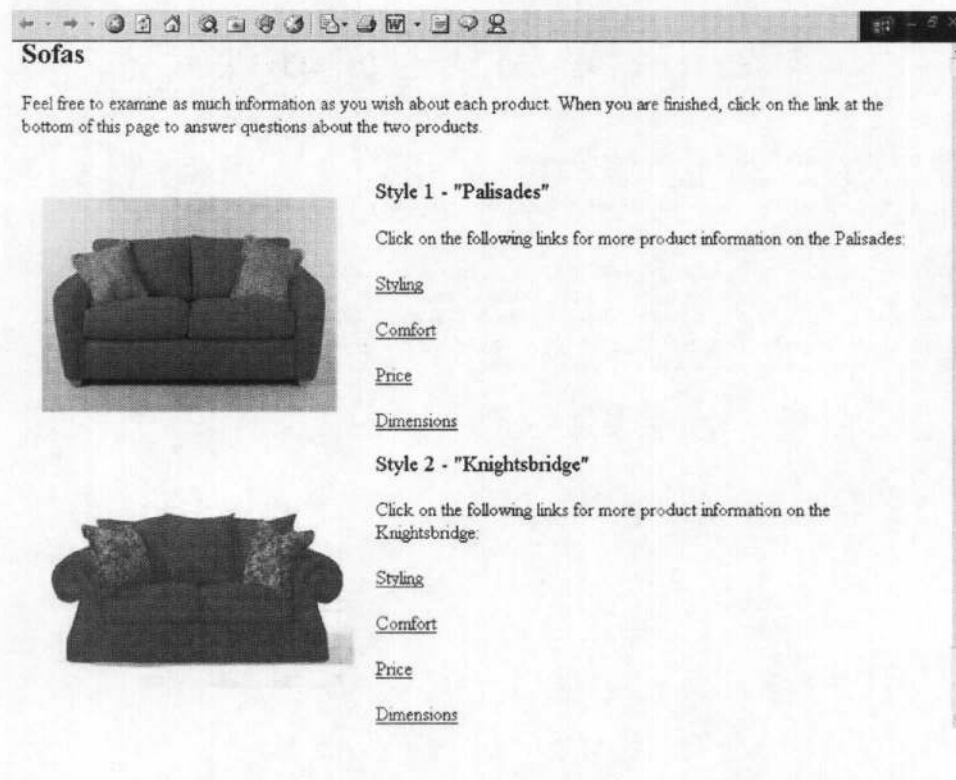 Sofas
Feel free to examine as much information as you wish about each product. When you are finished, click on the link at the
bottom of this page to answer questions about the two products.
Style 1 - "Palisades"
Click on the following links for more product information on the Palisades:
Styling
Comfort
Price
Dimensions
Style 2 - "Knightsbridge"
Click on the following links for more product information on the
Knightsbridge:
Styling
Comfort
Price
Dimensions